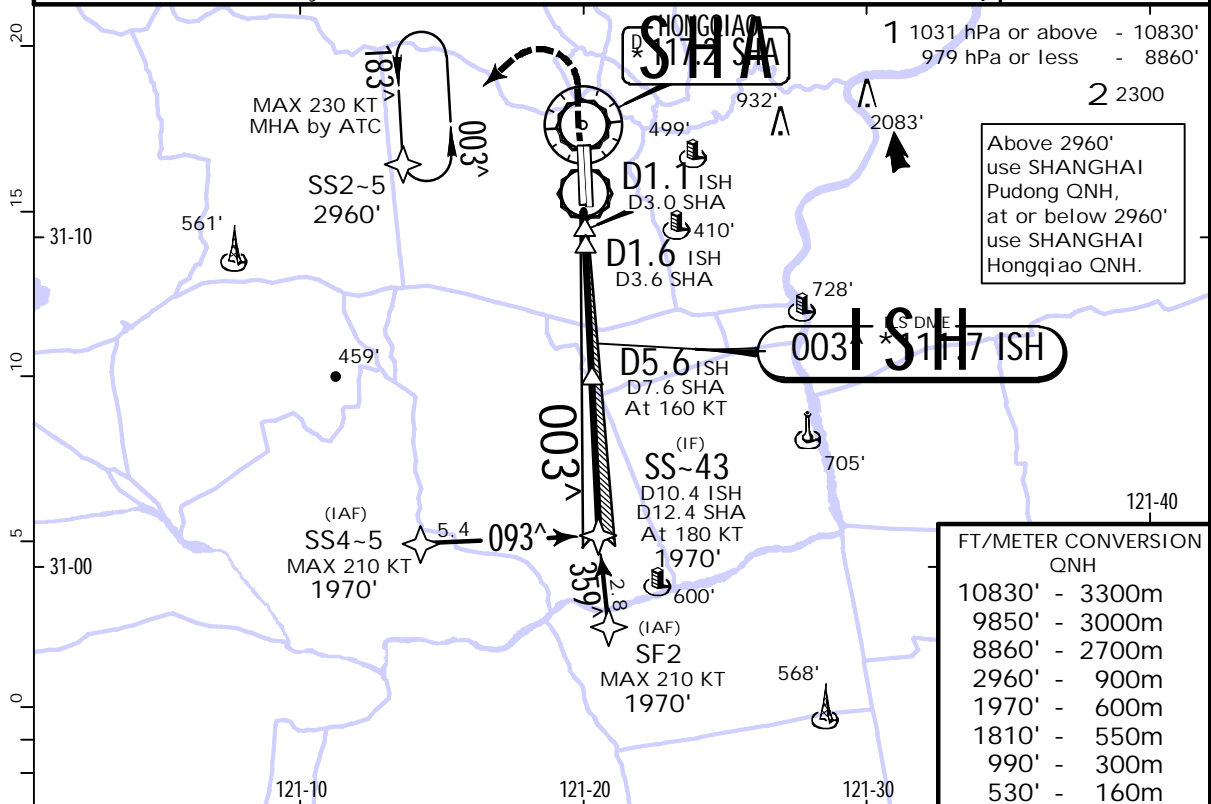 HONGQIAO
SHA
D
* 117.2 SHA
1 1031 hPa or above - 10830'
979 hPa or less - 8860'
2 2300
20
183^
003^
MAX 230 KT
MHA by ATC
SS2~5
2960'
932'
2083'
499'
Above 2960'
use SHANGHAI
Pudong QNH,
at or below 2960'
use SHANGHAI
Hongqiao QNH.
15
D1.1 ISH
D3.0 SHA
561'
31-10
410'
D1.6 ISH
D3.6 SHA
728'
ILS DME
003^ *111.7 ISH
ISH
10
459'
D5.6 ISH
D7.6 SHA
At 160 KT
003^
(IF)
SS~43
D10.4 ISH
D12.4 SHA
At 180 KT
1970'
705'
121-40
(IAF)
SS4~5
MAX 210 KT
1970'
5.4
093^
5
31-00
359^
2.8
600'
(IAF)
SF2
MAX 210 KT
1970'
568'
0
121-10
121-20
121-30
FT/METER CONVERSION
QNH
10830' - 3300m
9850' - 3000m
8860' - 2700m
2960' - 900m
1970' - 600m
1810' - 550m
990' - 300m
530' - 160m